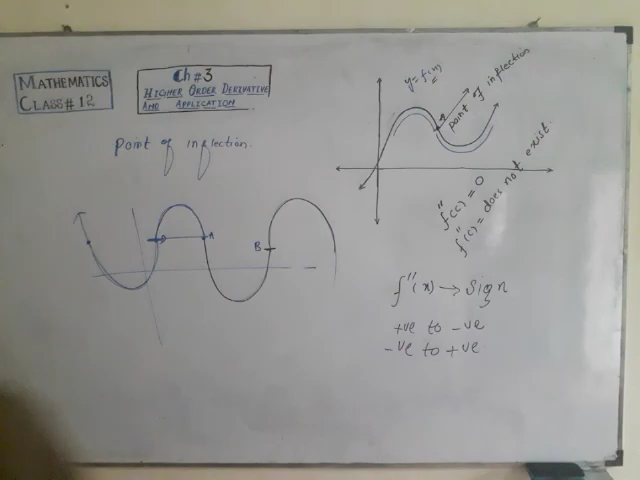 MATHEMATICS
CLASS # 12
Ch # 3
HIGHER ORDER DERIVATIVE
AND APPLICATION
point of inflection.
A
B
y = f(x)
point of inflection
f''(c) = 0
f''(c) = does not exist.
f''(x) → Sign
+ve to -ve
-ve to +ve